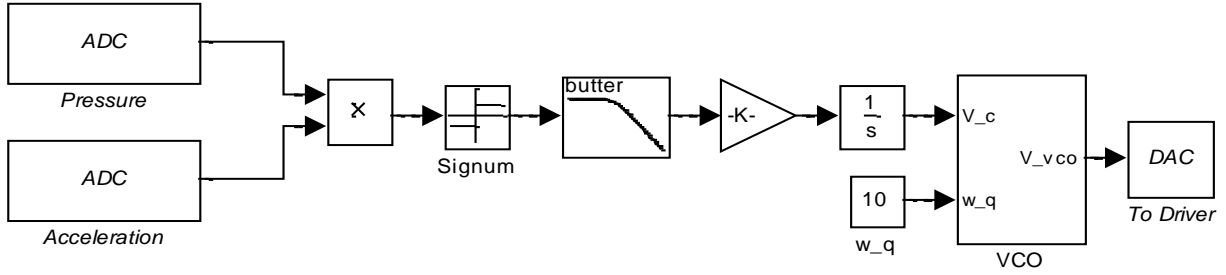 ADC
Pressure
ADC
Acceleration
X
Signum
butter
-K-
1
s
10
w_q
V_c
w_q
V_vco
VCO
DAC
To Driver